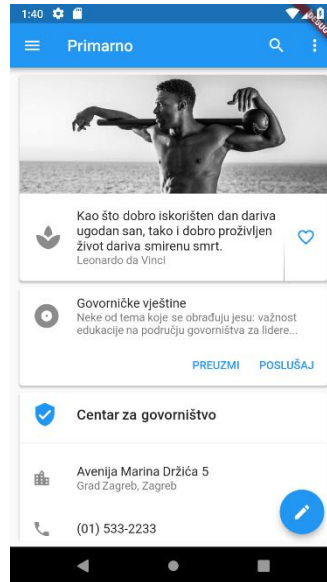 1:40
DEBUG
Primarno
Kao što dobro iskorišten dan dariva
ugodan san, tako i dobro proživljen
život dariva smirenu smrt.
Leonardo da Vinci
Govorničke vještine
Neke od tema koje se obrađuju jesu: važnost
edukacije na području govorništva za lidere...
PREUZMI POSLUŠAJ
Centar za govorništvo
Avenija Marina Držića 5
Grad Zagreb, Zagreb
(01) 533-2233